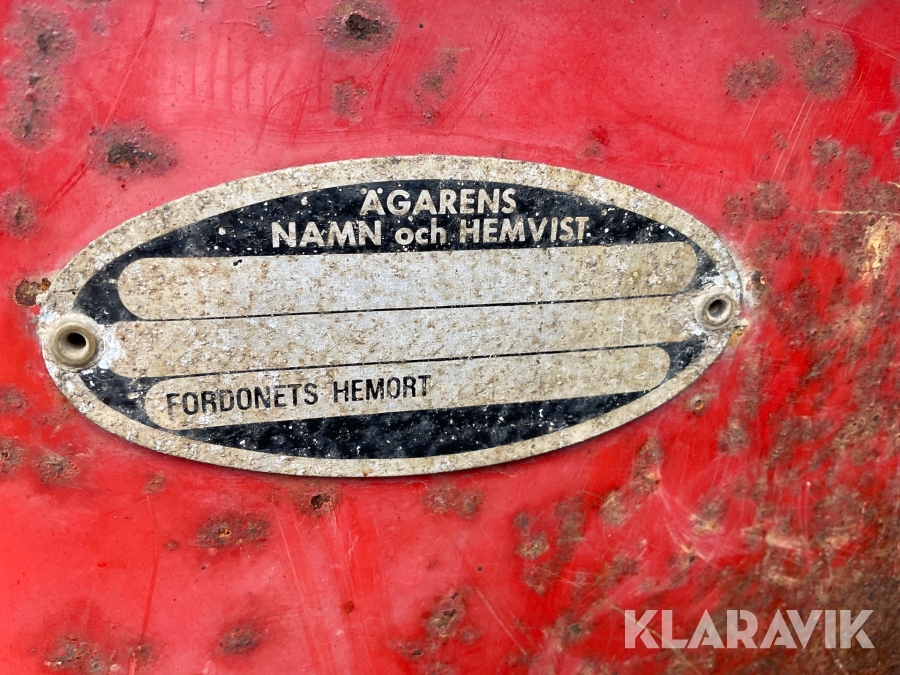 ÄGARENS
NAMN och HEMVIST.
FORDONETS HEMORT
KLARAVIK